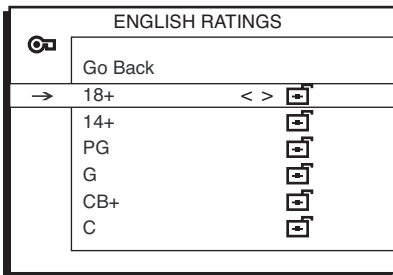 ENGLISH RATINGS
Go Back
→ 18+ < >
14+
PG
G
CB+
C